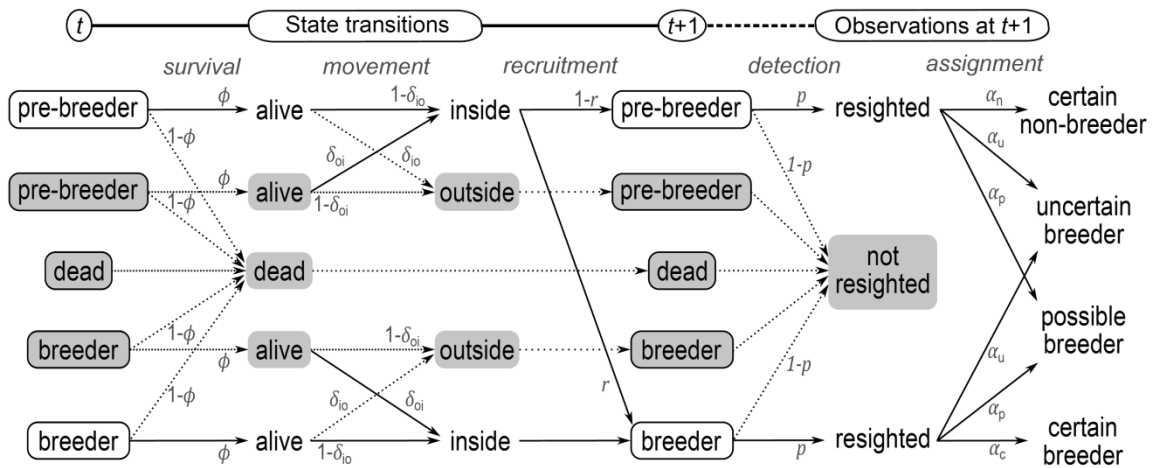 t State transitions t+1 Observations at t+1
survival movement recruitment detection assignment
pre-breeder ϕ alive 1-δio inside 1-r pre-breeder p resighted αn certain
non-breeder
1-ϕ δoi δio 1-p αu
pre-breeder ϕ alive outside pre-breeder αp
1-ϕ 1-δoi
uncertain
breeder
dead dead dead not
resighted
possible
breeder
1-ϕ 1-δoi
breeder ϕ alive outside breeder αu
1-ϕ δio δoi r 1-p αp
breeder ϕ alive 1-δio inside breeder p resighted αc certain
breeder